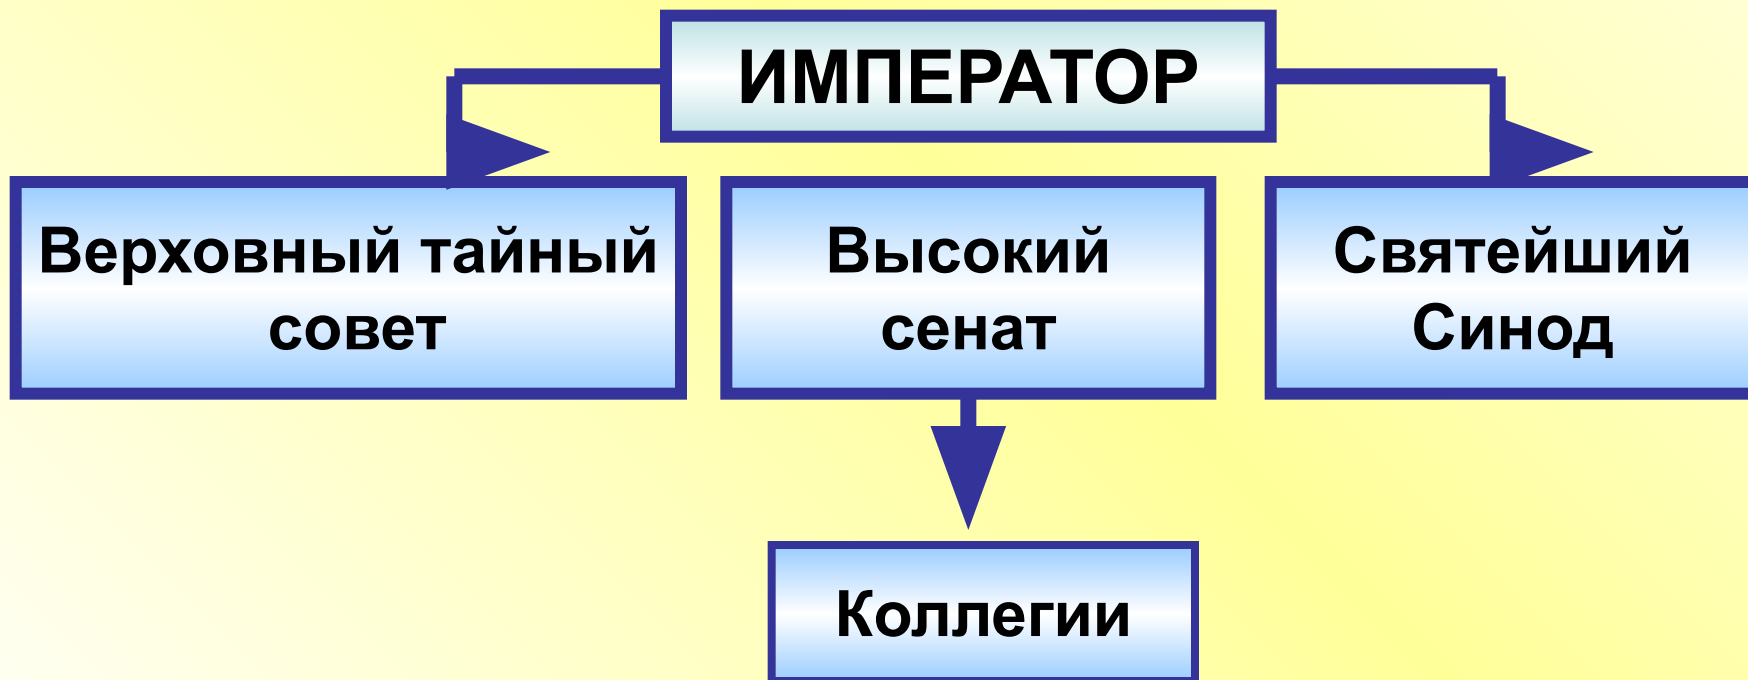 ИМПЕРАТОР
Верховный тайный
совет
Высокий
сенат
Святейший
Синод
Коллегии